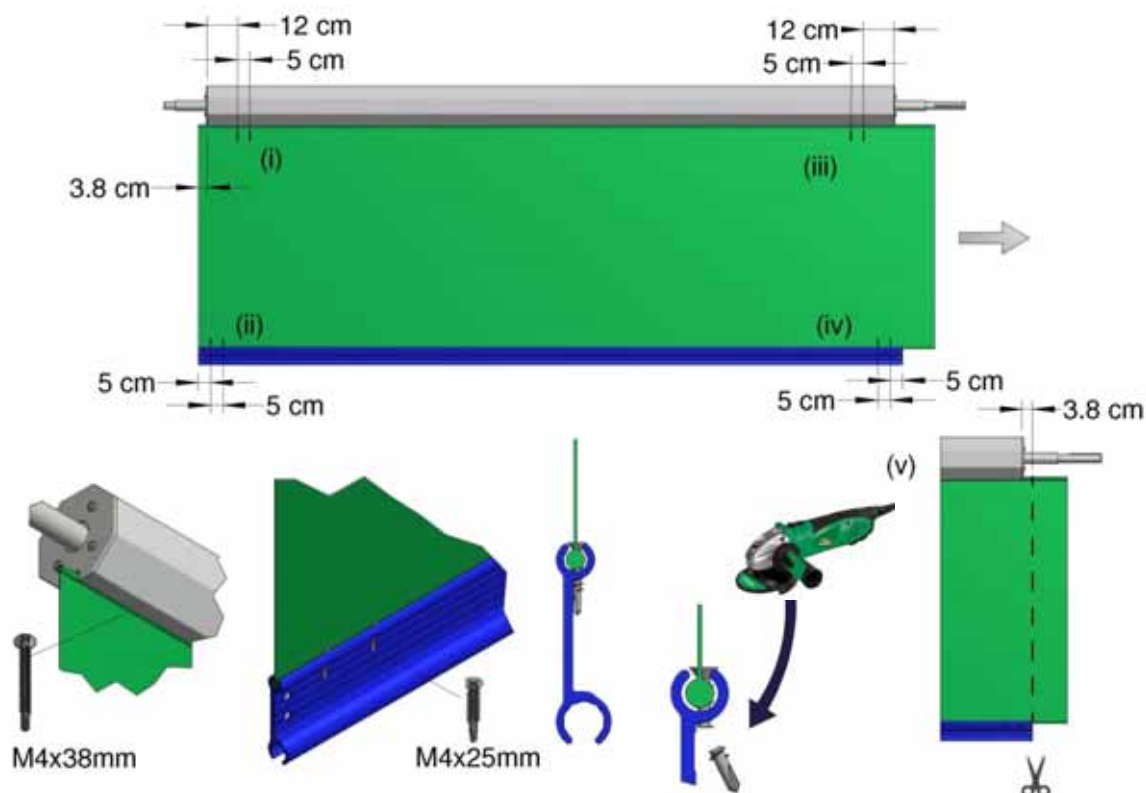 12 cm
12 cm
5 cm
5 cm
(i)
(iii)
3.8 cm
(ii)
(iv)
5 cm
5 cm
5 cm
5 cm
3.8 cm
(v)
M4x38mm
M4x25mm